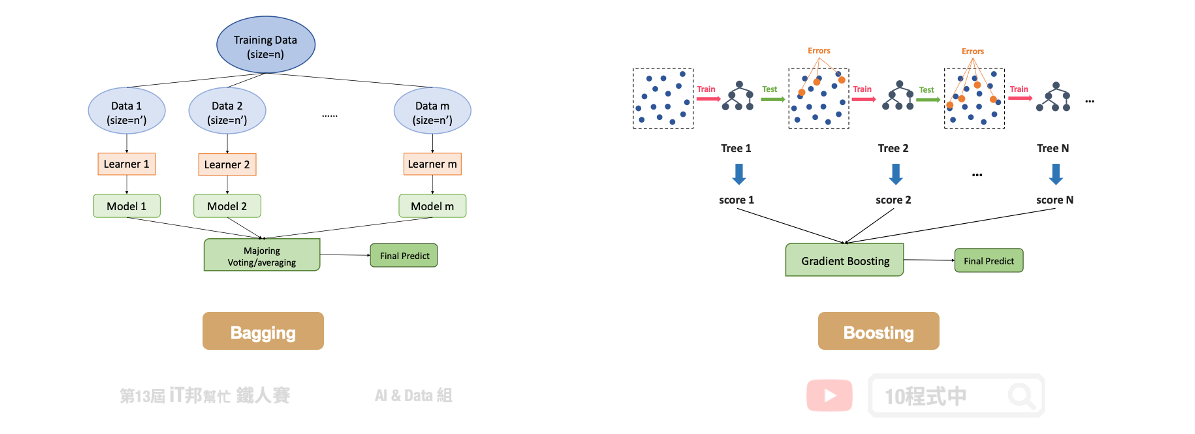 Training Data
(size=n)
Data 1
(size=n')
Data 2
(size=n')
......
Data m
(size=n')
Learner 1
Learner 2
Learner m
Model 1
Model 2
Model m
Majoring
Voting/averaging
Final Predict
Bagging
Errors
Errors
Train
Test
Train
Test
Train
...
Tree 1
Tree 2
Tree N
...
score 1
score 2
score N
Gradient Boosting
Final Predict
Boosting
第13屆 iT邦幫忙 鐵人賽
AI & Data 組
10程式中